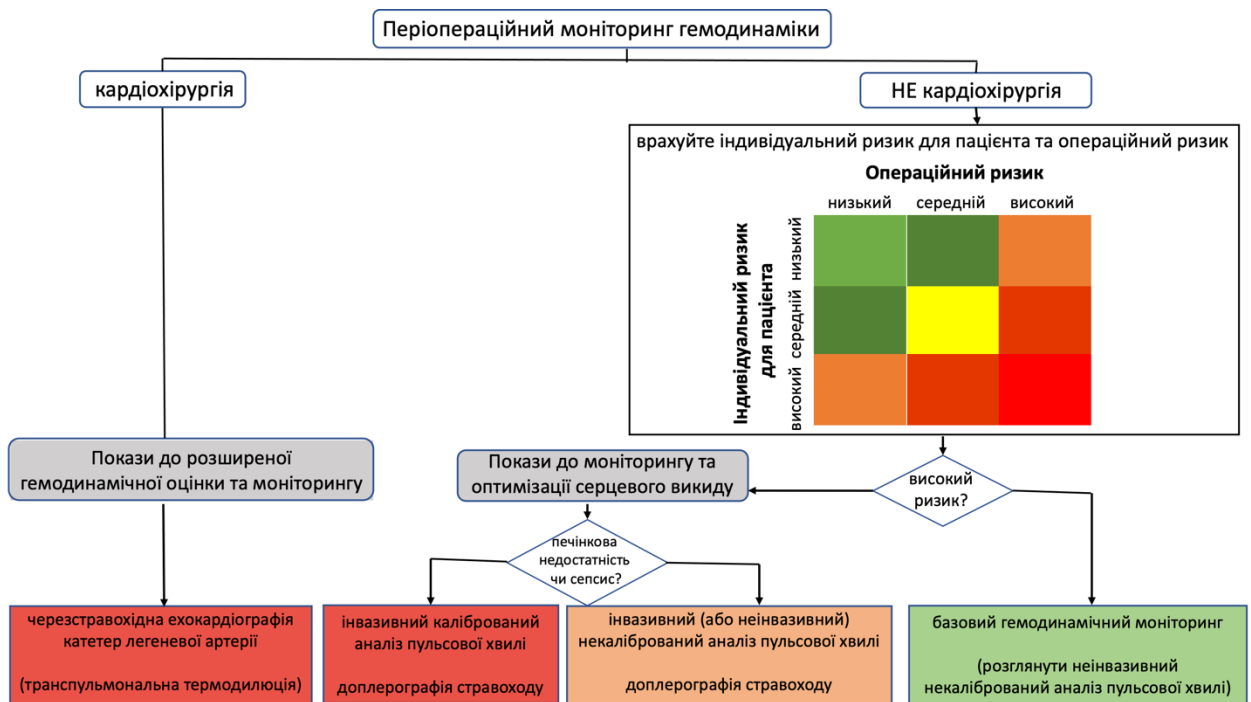 Періопераційний моніторинг гемодинаміки
кардіохірургія
НЕ кардіохірургія
врахуйте індивідуальний ризик для пацієнта та операційний ризик
Операційний ризик
низький середній високий
Індивідуальний ризик
для пацієнта
низький
середній
високий
Покази до розширеної
гемодинамічної оцінки та моніторингу
Покази до моніторингу та
оптимізації серцевого викиду
високий
ризик?
печінкова
недостатність
чи сепсис?
черезстравохідна ехокардіографія
катетер легеневої артерії
(транспульмональна термодилюція)
інвазивний калібрований
аналіз пульсової хвилі
доплерографія стравоходу
інвазивний (або неінвазивний)
некалібрований аналіз пульсової хвилі
доплерографія стравоходу
базовий гемодинамічний моніторинг
(розглянути неінвазивний
некалібрований аналіз пульсової хвилі)